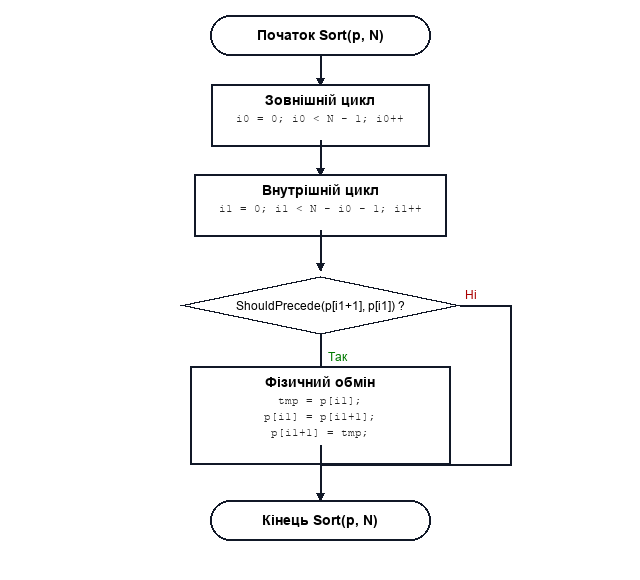 Початок Sort(p, N)
Зовнішній цикл
i0 = 0; i0 < N - 1; i0++
Внутрішній цикл
i1 = 0; i1 < N - i0 - 1; i1++
ShouldPrecede(p[i1+1], p[i1]) ?
Ні
Так
Фізичний обмін
tmp = p[i1];
p[i1] = p[i1+1];
p[i1+1] = tmp;
Кінець Sort(p, N)